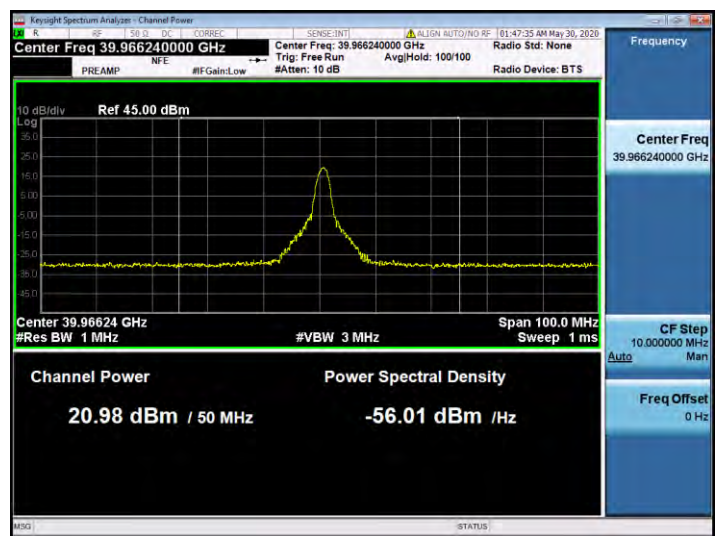 Keysight Spectrum Analyzer - Channel Power
R RF 50 Ω DC CORREC SENSE:INT ALIGN AUTO/NO RF 01:47:35 AM May 30, 2020
Center Freq 39.966240000 GHz
Center Freq: 39.966240000 GHz
Radio Std: None
NFE
Trig: Free Run Avg|Hold: 100/100
PREAMP #IFGain:Low #Atten: 10 dB Radio Device: BTS
10 dB/div Ref 45.00 dBm
Log
35.0
25.0
15.0
5.00
-5.00
-15.0
-25.0
-35.0
-45.0
Center 39.96624 GHz Span 100.0 MHz
#Res BW 1 MHz #VBW 3 MHz Sweep 1 ms
Channel Power Power Spectral Density
20.98 dBm / 50 MHz -56.01 dBm /Hz
Frequency
Center Freq
39.966240000 GHz
CF Step
10.000000 MHz
Auto Man
Freq Offset
0 Hz
MSG STATUS